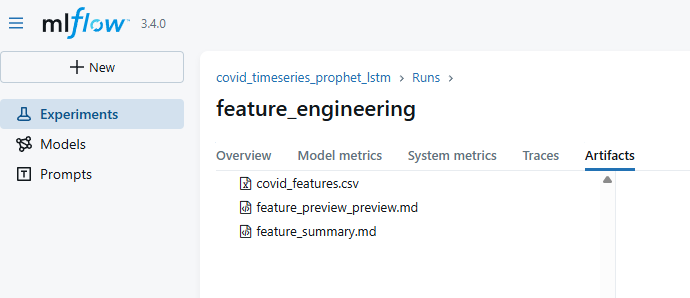 mlflow™ 3.4.0
+ New
Experiments
Models
Prompts
covid_timeseries_prophet_lstm > Runs >
feature_engineering
Overview Model metrics System metrics Traces Artifacts
covid_features.csv
feature_preview_preview.md
feature_summary.md